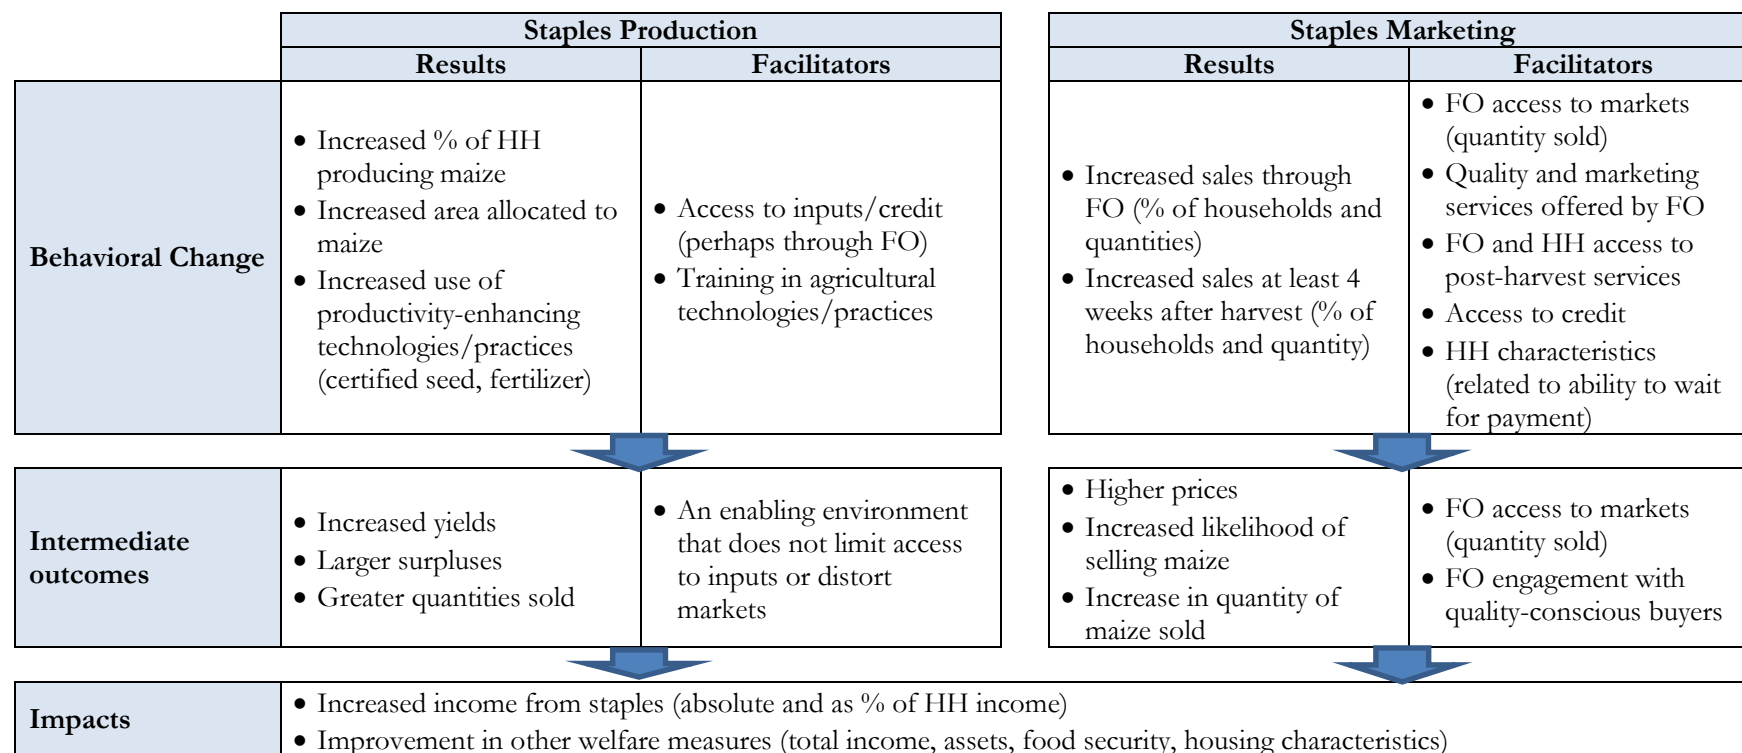 Staples Production
Staples Marketing
Results
Facilitators
Results
Facilitators
Behavioral Change
• Increased % of HH
producing maize
• Increased area allocated to
maize
• Increased use of
productivity-enhancing
technologies/practices
(certified seed, fertilizer)
• Access to inputs/credit
(perhaps through FO)
• Training in agricultural
technologies/practices
• Increased sales through
FO (% of households and
quantities)
• Increased sales at least 4
weeks after harvest (% of
households and quantity)
• FO access to markets
(quantity sold)
• Quality and marketing
services offered by FO
• FO and HH access to
post-harvest services
• Access to credit
• HH characteristics
(related to ability to wait
for payment)
Intermediate
outcomes
• Increased yields
• Larger surpluses
• Greater quantities sold
• An enabling environment
that does not limit access
to inputs or distort
markets
• Higher prices
• Increased likelihood of
selling maize
• Increase in quantity of
maize sold
• FO access to markets
(quantity sold)
• FO engagement with
quality-conscious buyers
Impacts
• Increased income from staples (absolute and as % of HH income)
• Improvement in other welfare measures (total income, assets, food security, housing characteristics)